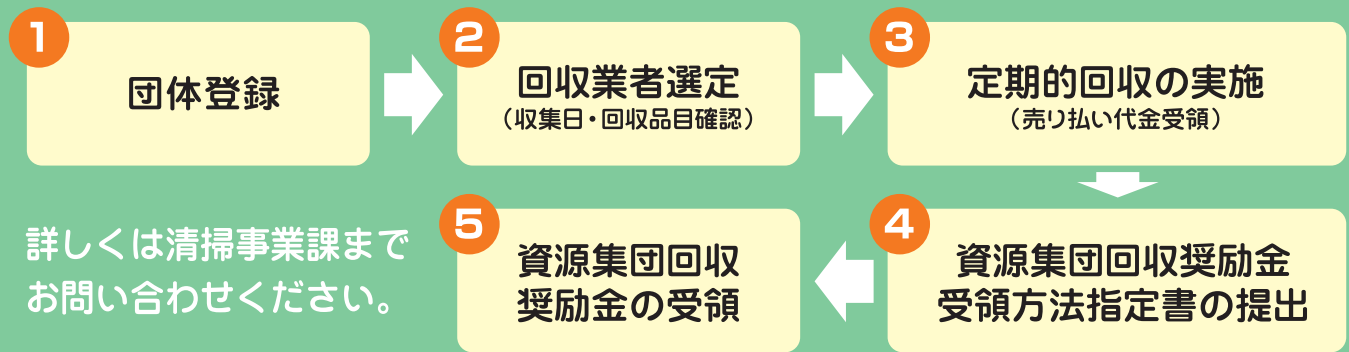 1
団体登録
2
回収業者選定
（収集日・回収品目確認）
3
定期的回収の実施
（売り払い代金受領）
4
資源集団回収奨励金
受領方法指定書の提出
5
資源集団回収
奨励金の受領
詳しくは清掃事業課まで
お問い合わせください。